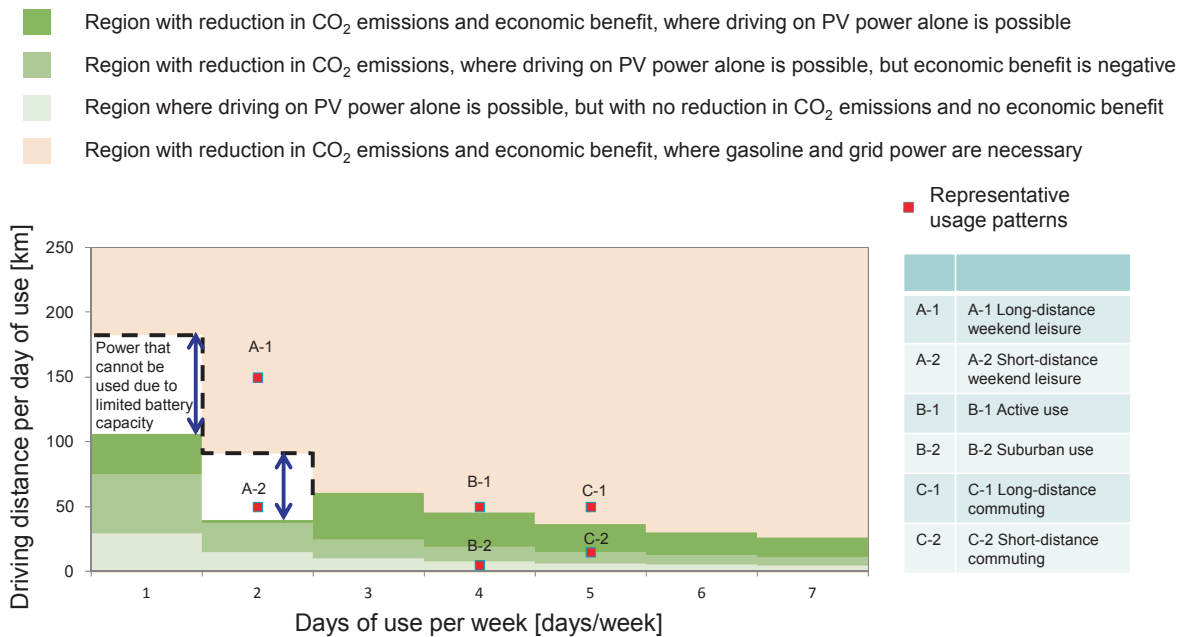 Region with reduction in CO₂ emissions and economic benefit, where driving on PV power alone is possible
Region with reduction in CO₂ emissions, where driving on PV power alone is possible, but economic benefit is negative
Region where driving on PV power alone is possible, but with no reduction in CO₂ emissions and no economic benefit
Region with reduction in CO₂ emissions and economic benefit, where gasoline and grid power are necessary
Representative
usage patterns
Driving distance per day of use [km]
250
200
150
100
50
0
Power that
cannot be
used due to
limited battery
capacity
A-1
A-2
B-1
B-2
C-1
C-2
1
2
3
4
5
6
7
Days of use per week [days/week]
A-1 A-1 Long-distance
weekend leisure
A-2 A-2 Short-distance
weekend leisure
B-1 B-1 Active use
B-2 B-2 Suburban use
C-1 C-1 Long-distance
commuting
C-2 C-2 Short-distance
commuting